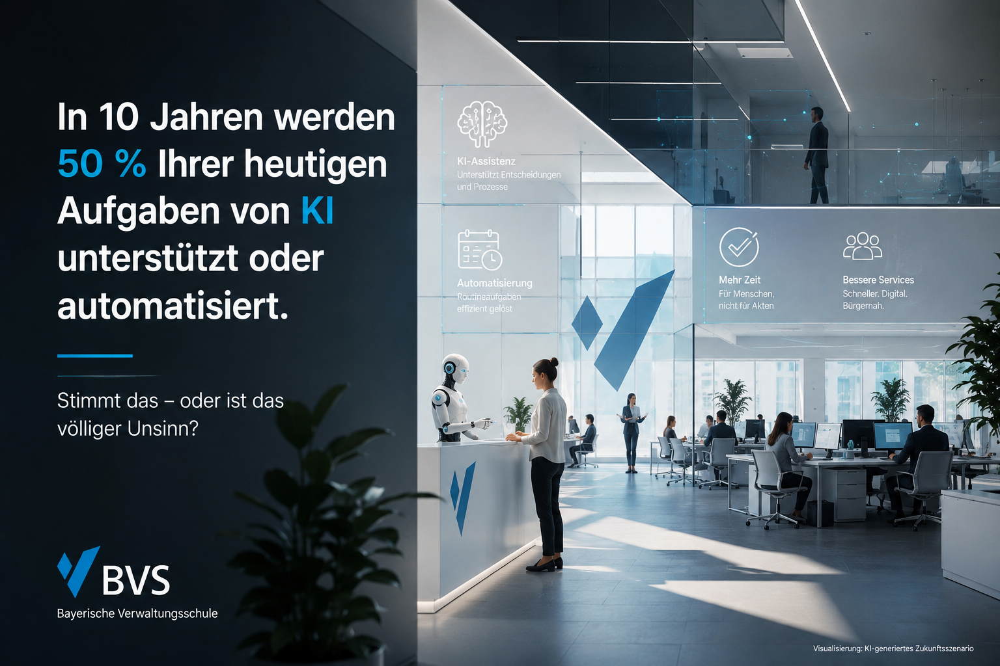 In 10 Jahren werden
50 % Ihrer heutigen
Aufgaben von KI
unterstützt oder
automatisiert.
Stimmt das – oder ist das
völliger Unsinn?
BVS
Bayerische Verwaltungsschule
KI-Assistenz
Unterstützt Entscheidungen
und Prozesse
Automatisierung
Routineaufgaben
effizient gelöst
Mehr Zeit
Für Menschen,
nicht für Akten
Bessere Services
Schneller. Digital.
Bürgernah.
Visualisierung: KI-generiertes Zukunftsszenario